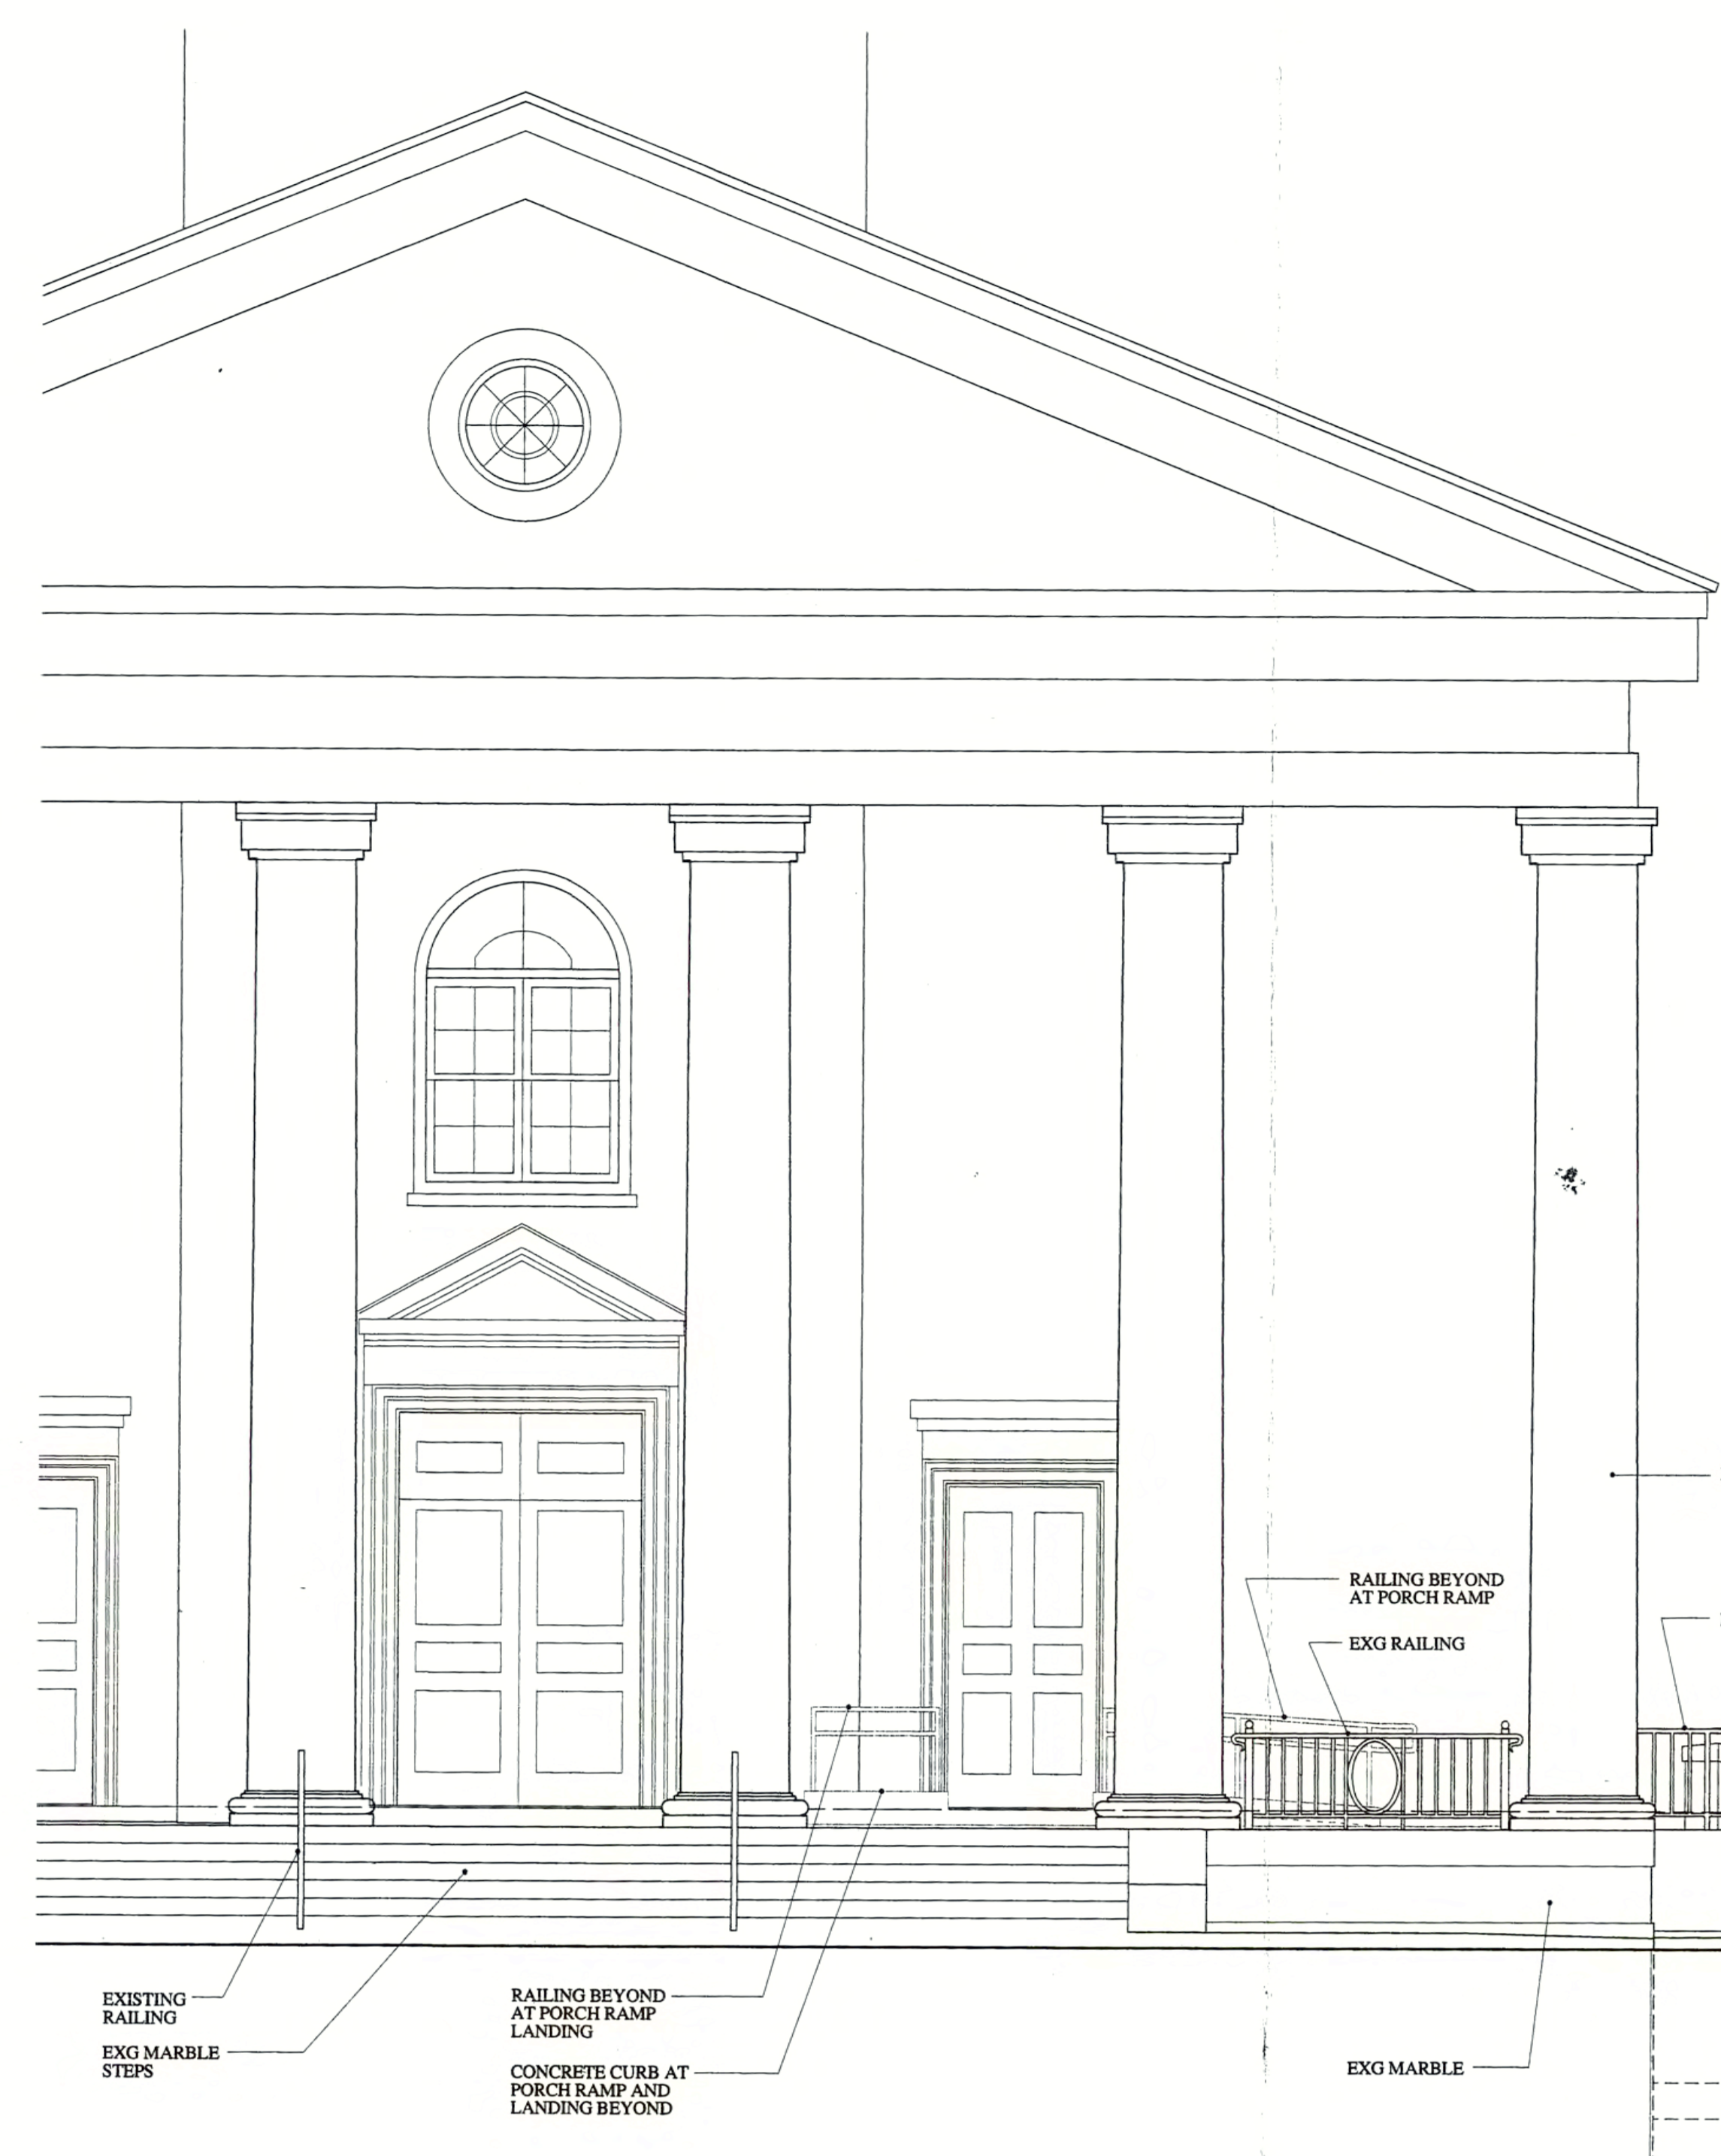 RAILING BEYOND
AT PORCH RAMP
EXG RAILING
EXISTING
RAILING
EXG MARBLE
STEPS
RAILING BEYOND
AT PORCH RAMP
LANDING
CONCRETE CURB AT
PORCH RAMP AND
LANDING BEYOND
EXG MARBLE